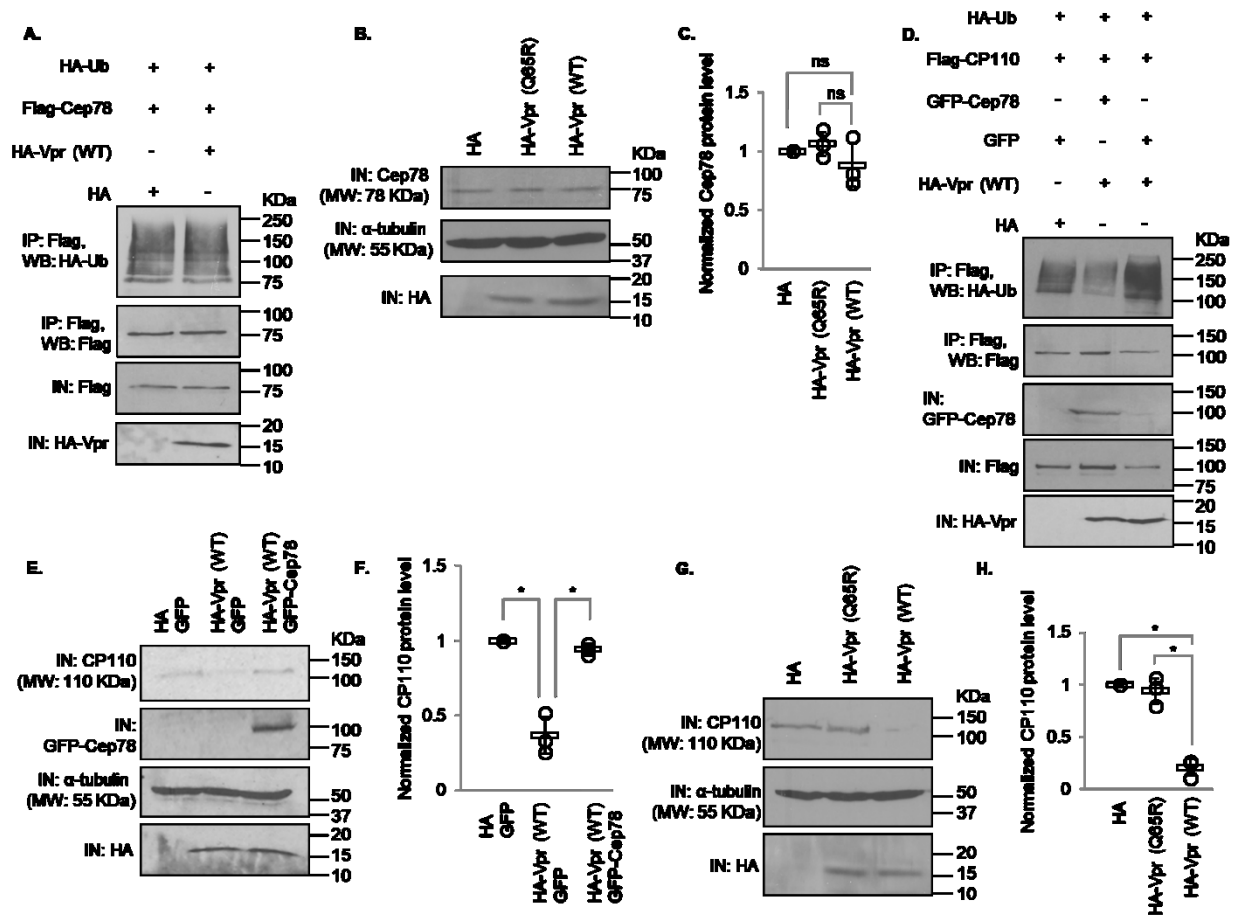 A.
HA-Ub + +
Flag-Cep78 + +
HA-Vpr (WT) - +
HA + -
KDa
IP: Flag,
WB: HA-Ub
250
150
100
75
IP: Flag,
WB: Flag
100
75
IN: Flag
100
75
IN: HA-Vpr
20
15
10
B.
HA
HA-Vpr (Q65R)
HA-Vpr (WT)
KDa
IN: Cep78
(MW: 78 KDa)
100
75
IN: α-tubulin
(MW: 55 KDa)
50
37
IN: HA
20
15
10
C.
Normalized Cep78 protein level
1.5
1
0.5
0
ns
ns
HA
HA-Vpr (Q65R)
HA-Vpr (WT)
D.
HA-Ub + + +
Flag-CP110 + + +
GFP-Cep78 - + -
GFP + - +
HA-Vpr (WT) - + +
HA + - -
KDa
IP: Flag,
WB: HA-Ub
250
150
100
IP: Flag,
WB: Flag
150
100
IN:
GFP-Cep78
150
100
IN: Flag
150
100
75
IN: HA-Vpr
20
15
10
E.
HA
GFP
HA-Vpr (WT)
GFP
HA-Vpr (WT)
GFP-Cep78
KDa
IN: CP110
(MW: 110 KDa)
150
100
IN:
GFP-Cep78
100
75
IN: α-tubulin
(MW: 55 KDa)
50
37
IN: HA
20
15
10
F.
Normalized CP110 protein level
1.5
1
0.5
0
*
*
HA
GFP
HA-Vpr (WT)
GFP
HA-Vpr (WT)
GFP-Cep78
G.
HA
HA-Vpr (Q65R)
HA-Vpr (WT)
KDa
IN: CP110
(MW: 110 KDa)
150
100
IN: α-tubulin
(MW: 55 KDa)
50
37
IN: HA
20
15
10
H.
Normalized CP110 protein level
1.5
1
0.5
0
*
*
HA
HA-Vpr (Q65R)
HA-Vpr (WT)